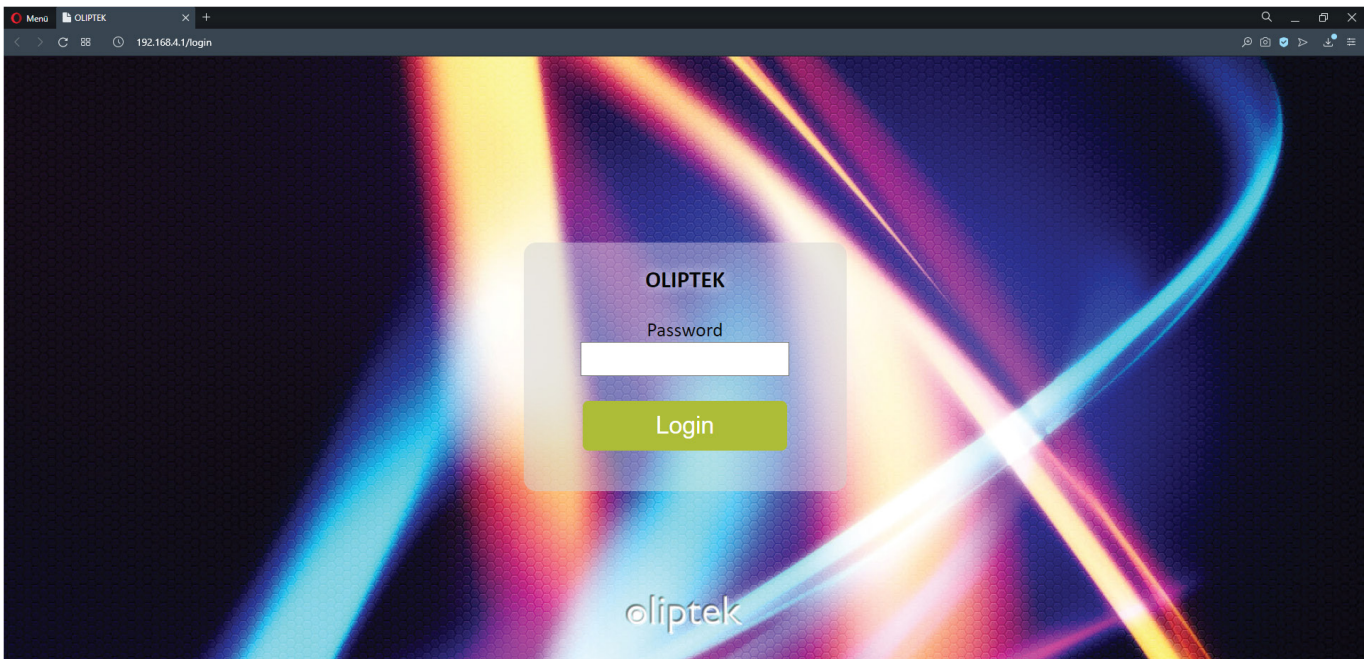 Menü OLIPTEK
192.168.4.1/login
OLIPTEK
Password
Login
oliptek